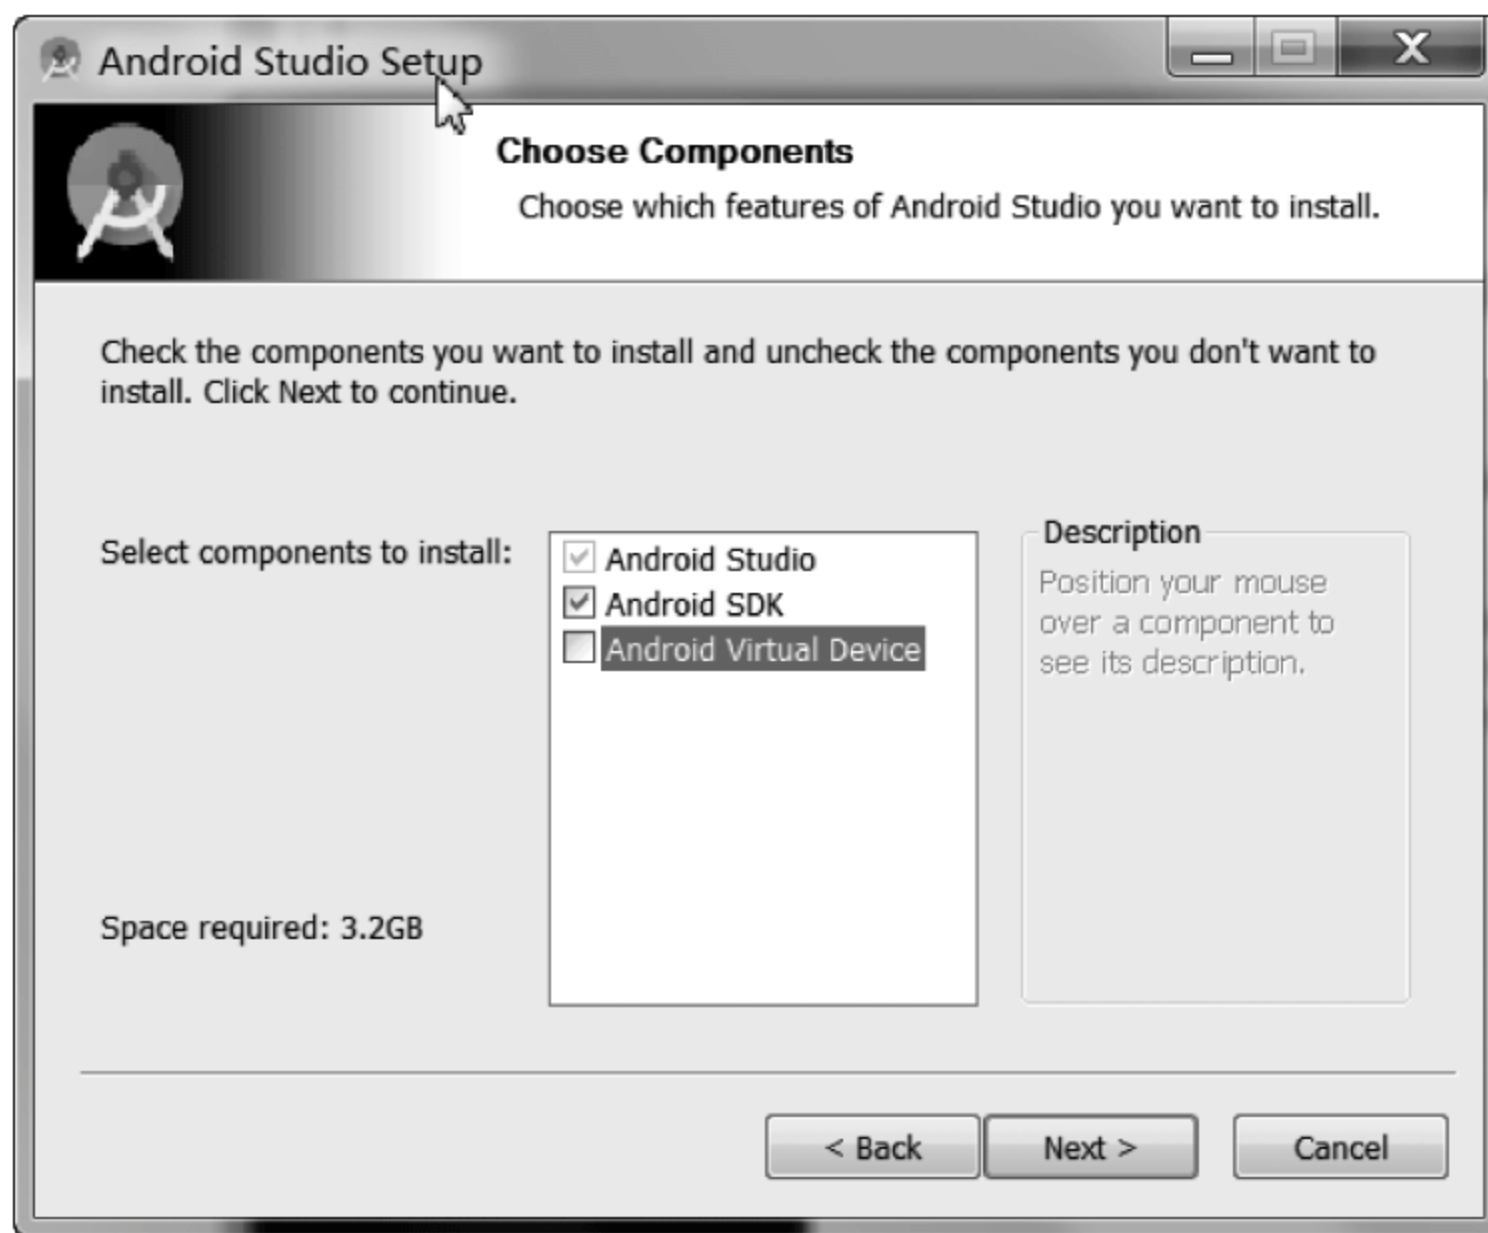 Android Studio Setup
Choose Components
Choose which features of Android Studio you want to install.
Check the components you want to install and uncheck the components you don't want to
install. Click Next to continue.
Select components to install:
Android Studio
Android SDK
Android Virtual Device
Description
Position your mouse
over a component to
see its description.
Space required: 3.2GB
< Back
Next >
Cancel